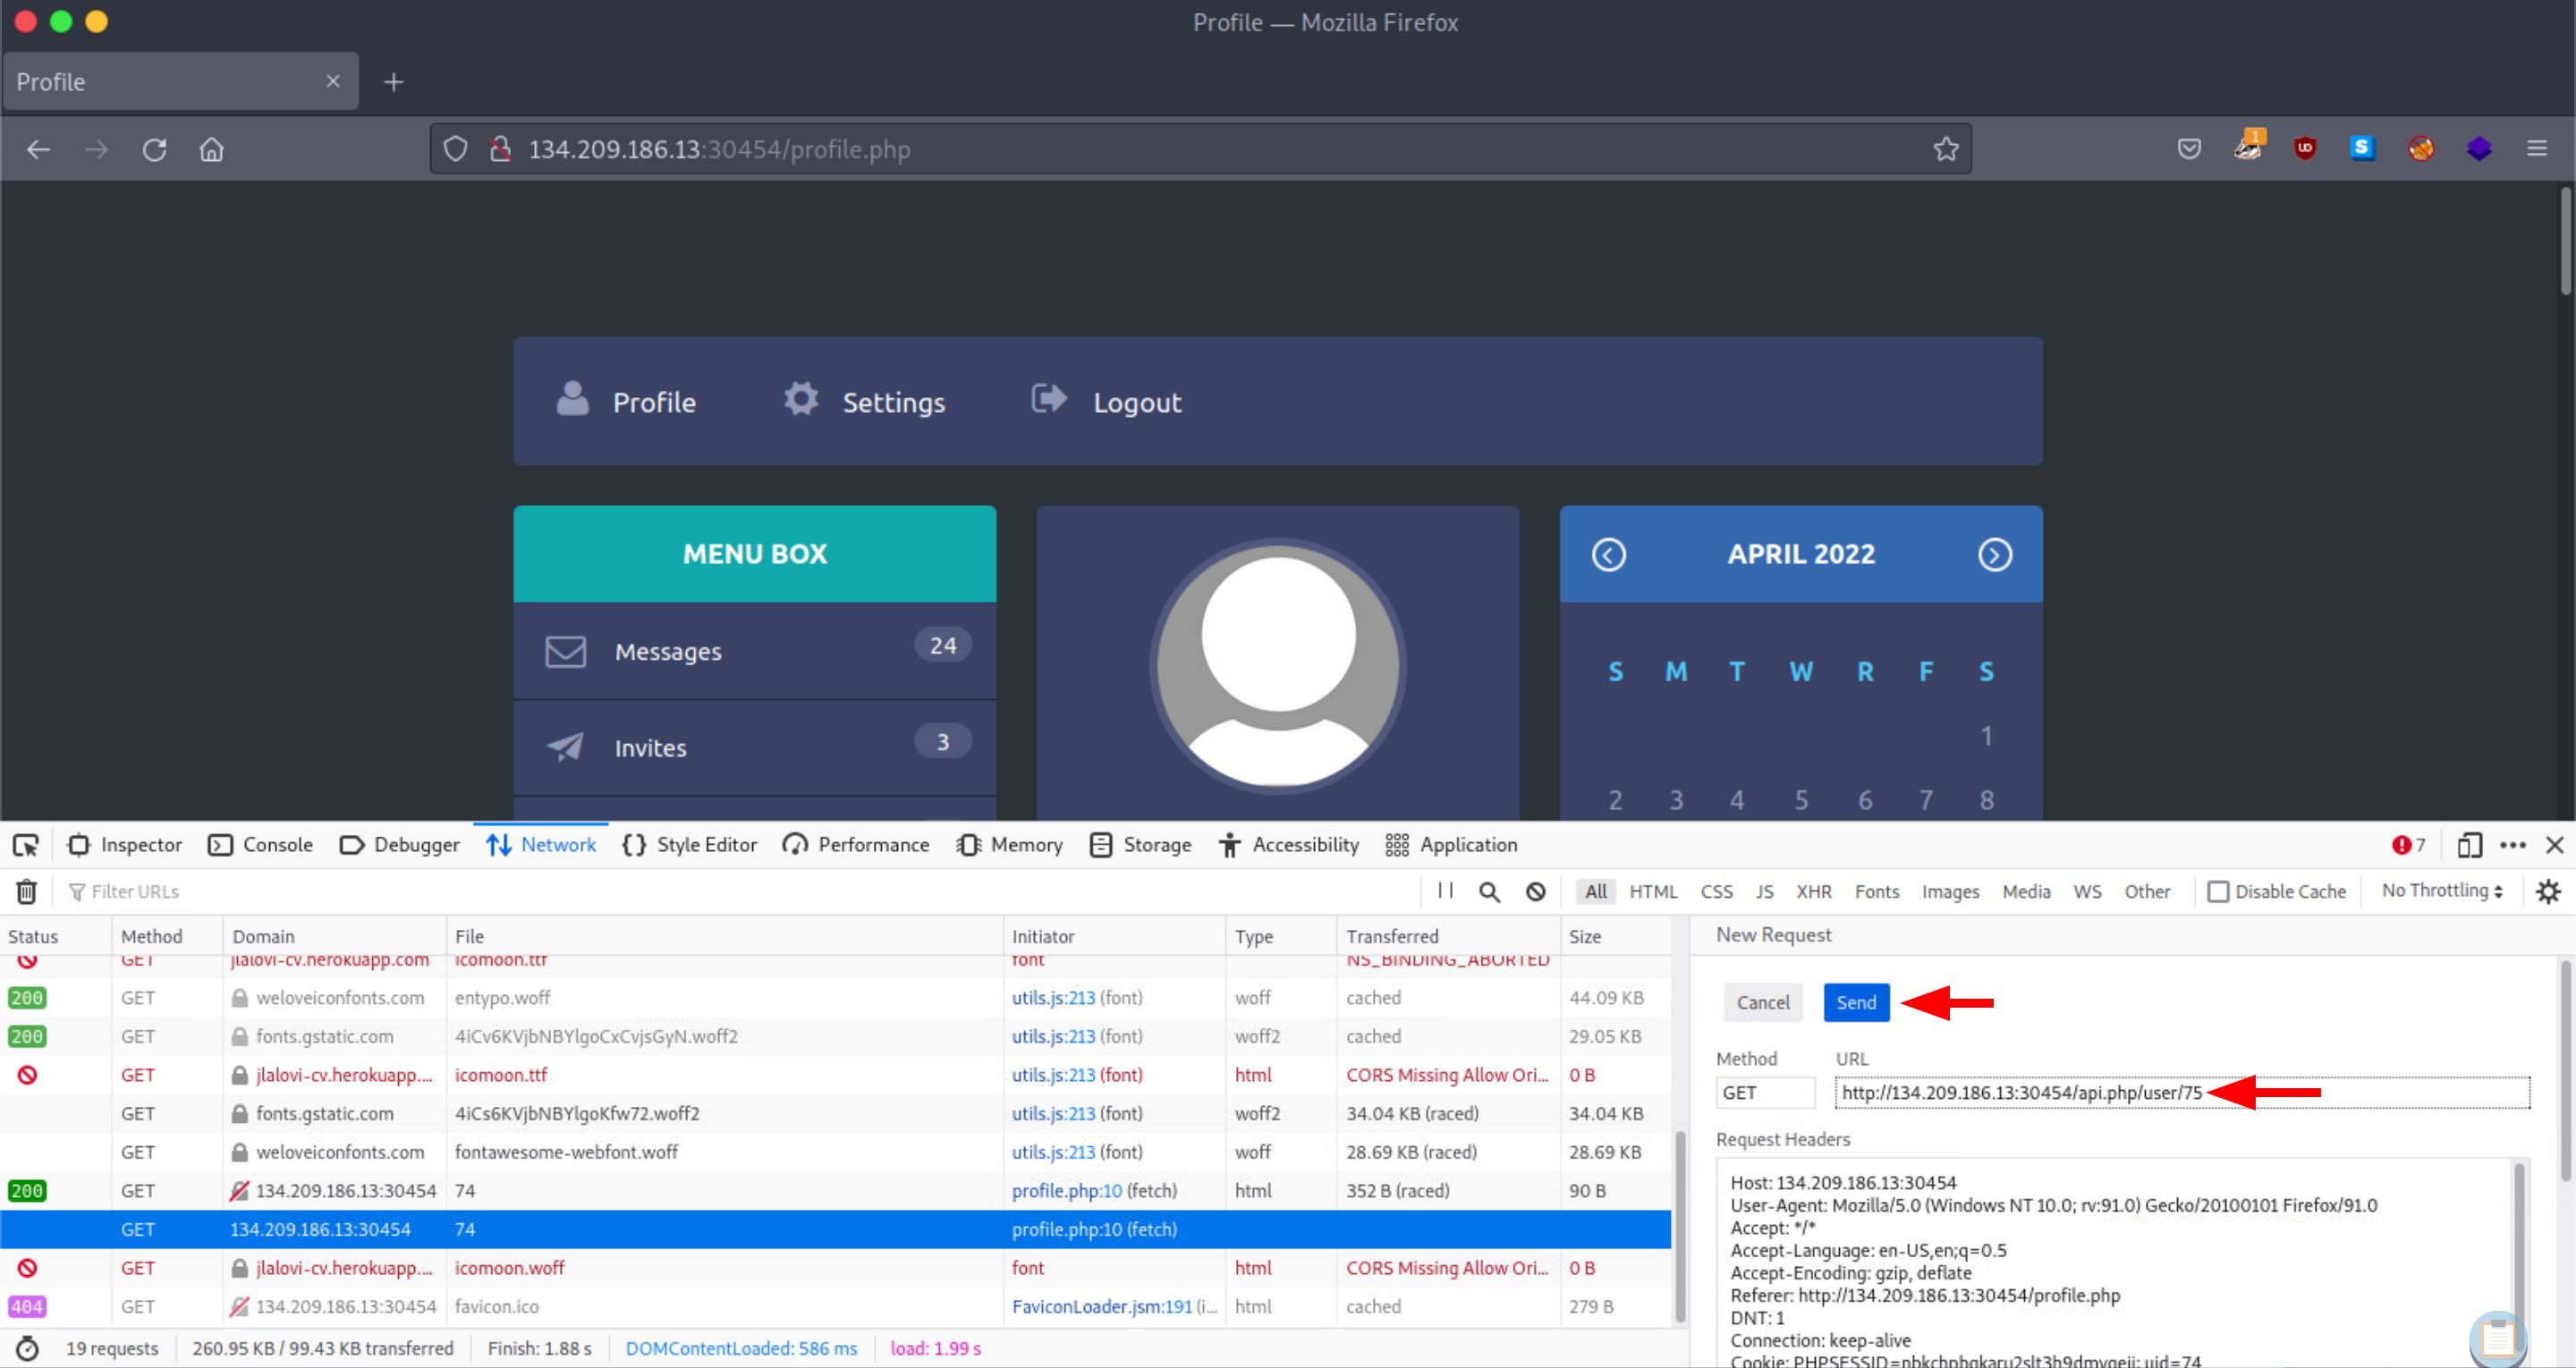 Profile — Mozilla Firefox
Profile
134.209.186.13:30454/profile.php
1
Profile Settings Logout
MENU BOX
Messages 24
Invites 3
APRIL 2022
S M T W R F S
1
2 3 4 5 6 7 8
Inspector Console Debugger Network {} Style Editor Performance Memory Storage Accessibility Application 7
Filter URLs All HTML CSS JS XHR Fonts Images Media WS Other Disable Cache No Throttling
Status Method Domain File Initiator Type Transferred Size
GET jlalovi-cv.herokuapp.com icomoon.ttf font NS_BINDING_ABORTED
200 GET weloveiconfonts.com entypo.woff utils.js:213 (font) woff cached 44.09 KB
200 GET fonts.gstatic.com 4iCv6KVjbNBYlgoCxCvjsGyN.woff2 utils.js:213 (font) woff2 cached 29.05 KB
GET jlalovi-cv.herokuapp.... icomoon.ttf utils.js:213 (font) html CORS Missing Allow Ori... 0 B
GET fonts.gstatic.com 4iCs6KVjbNBYlgoKfw72.woff2 utils.js:213 (font) woff2 34.04 KB (raced) 34.04 KB
GET weloveiconfonts.com fontawesome-webfont.woff utils.js:213 (font) woff 28.69 KB (raced) 28.69 KB
200 GET 134.209.186.13:30454 74 profile.php:10 (fetch) html 352 B (raced) 90 B
GET 134.209.186.13:30454 74 profile.php:10 (fetch)
GET jlalovi-cv.herokuapp.... icomoon.woff font html CORS Missing Allow Ori... 0 B
404 GET 134.209.186.13:30454 favicon.ico FaviconLoader.jsm:191 (i... html cached 279 B
19 requests 260.95 KB / 99.43 KB transferred Finish: 1.88 s DOMContentLoaded: 586 ms load: 1.99 s
New Request
Cancel Send
Method URL
GET http://134.209.186.13:30454/api.php/user/75
Request Headers
Host: 134.209.186.13:30454
User-Agent: Mozilla/5.0 (Windows NT 10.0; rv:91.0) Gecko/20100101 Firefox/91.0
Accept: */*
Accept-Language: en-US,en;q=0.5
Accept-Encoding: gzip, deflate
Referer: http://134.209.186.13:30454/profile.php
DNT: 1
Connection: keep-alive
Cookie: uid=74